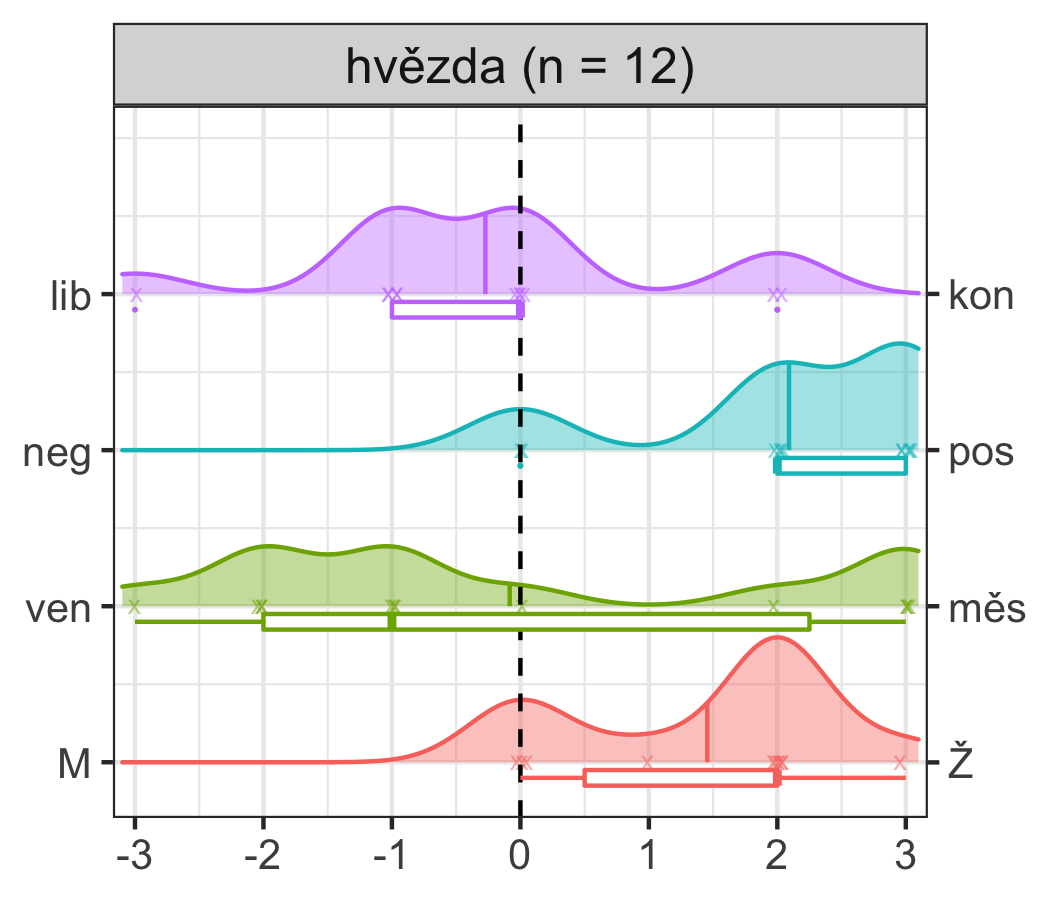 hvězda (n = 12)
lib kon
neg pos
ven měs
M Ž
-3 -2 -1 0 1 2 3